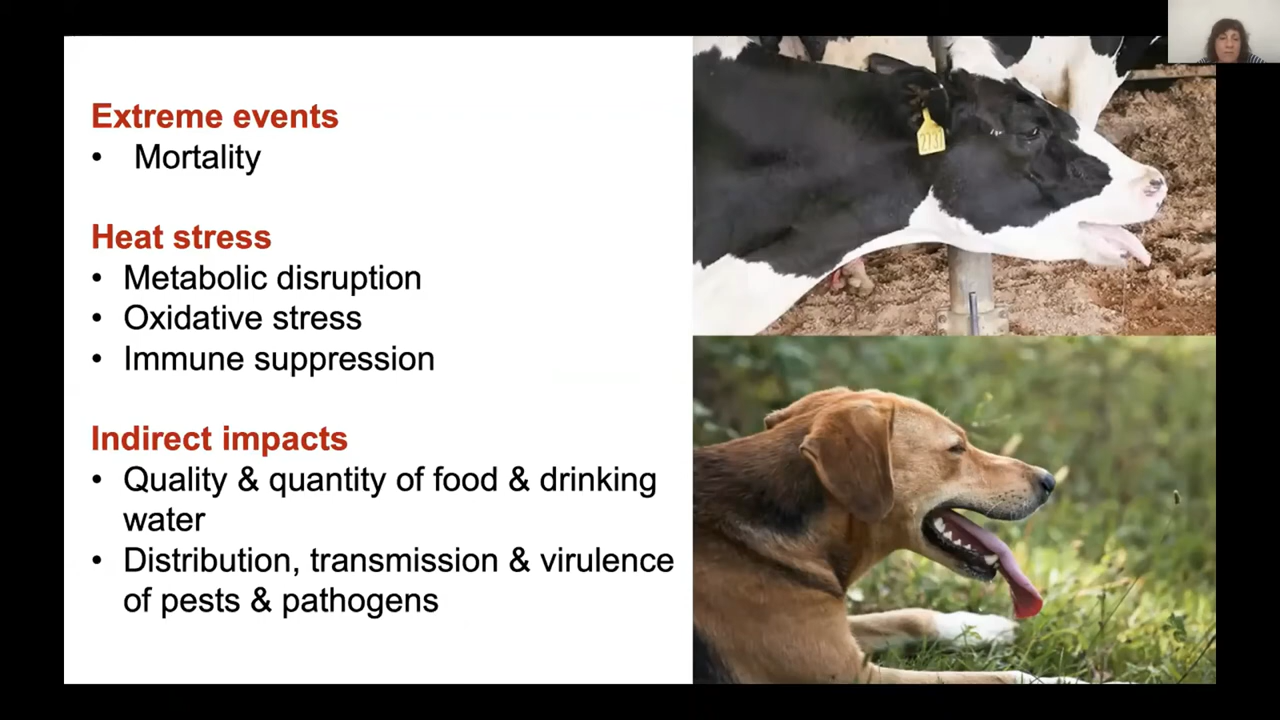 Extreme events
• Mortality
Heat stress
• Metabolic disruption
• Oxidative stress
• Immune suppression
Indirect impacts
• Quality & quantity of food & drinking
water
• Distribution, transmission & virulence
of pests & pathogens
2737